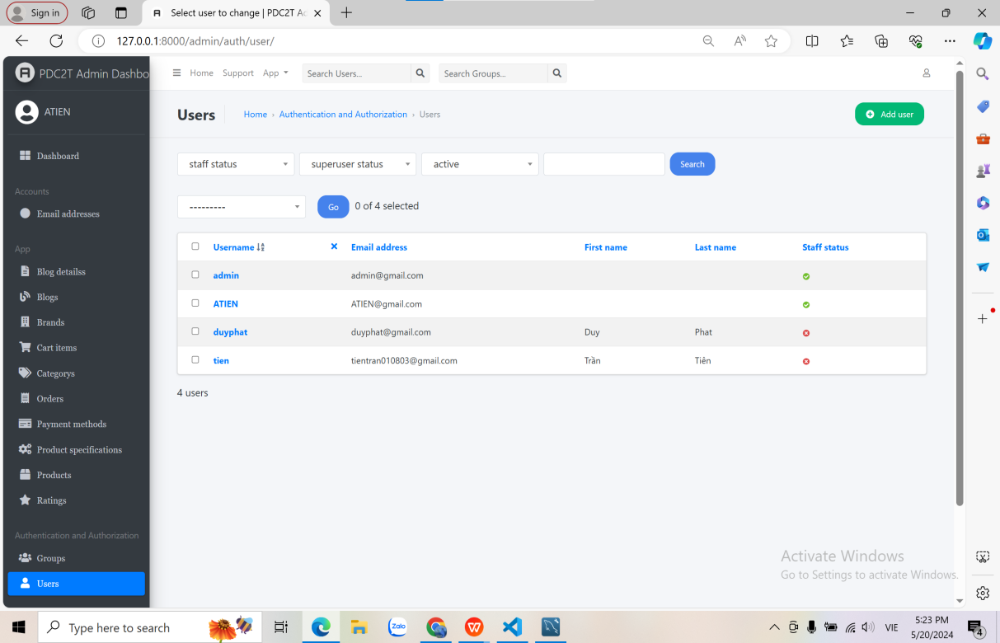 Sign in
Select user to change | PDC2T Ac
127.0.0.1:8000/admin/auth/user/
PDC2T Admin Dashbo
Home Support App
Search Users...
Search Groups...
ATIEN
Users
Home › Authentication and Authorization › Users
Add user
Dashboard
staff status
superuser status
active
Search
Accounts
Email addresses
---------
Go
0 of 4 selected
Username Email address First name Last name Staff status
admin admin@gmail.com
ATIEN ATIEN@gmail.com
duyphat duyphat@gmail.com Duy Phat
tien tientran010803@gmail.com Trần Tiên
4 users
App
Blog detailss
Blogs
Brands
Cart items
Categorys
Orders
Payment methods
Product specifications
Products
Ratings
Authentication and Authorization
Groups
Users
Activate Windows
Go to Settings to activate Windows.
Type here to search
Zalo
VIE
5:23 PM
5/20/2024
4